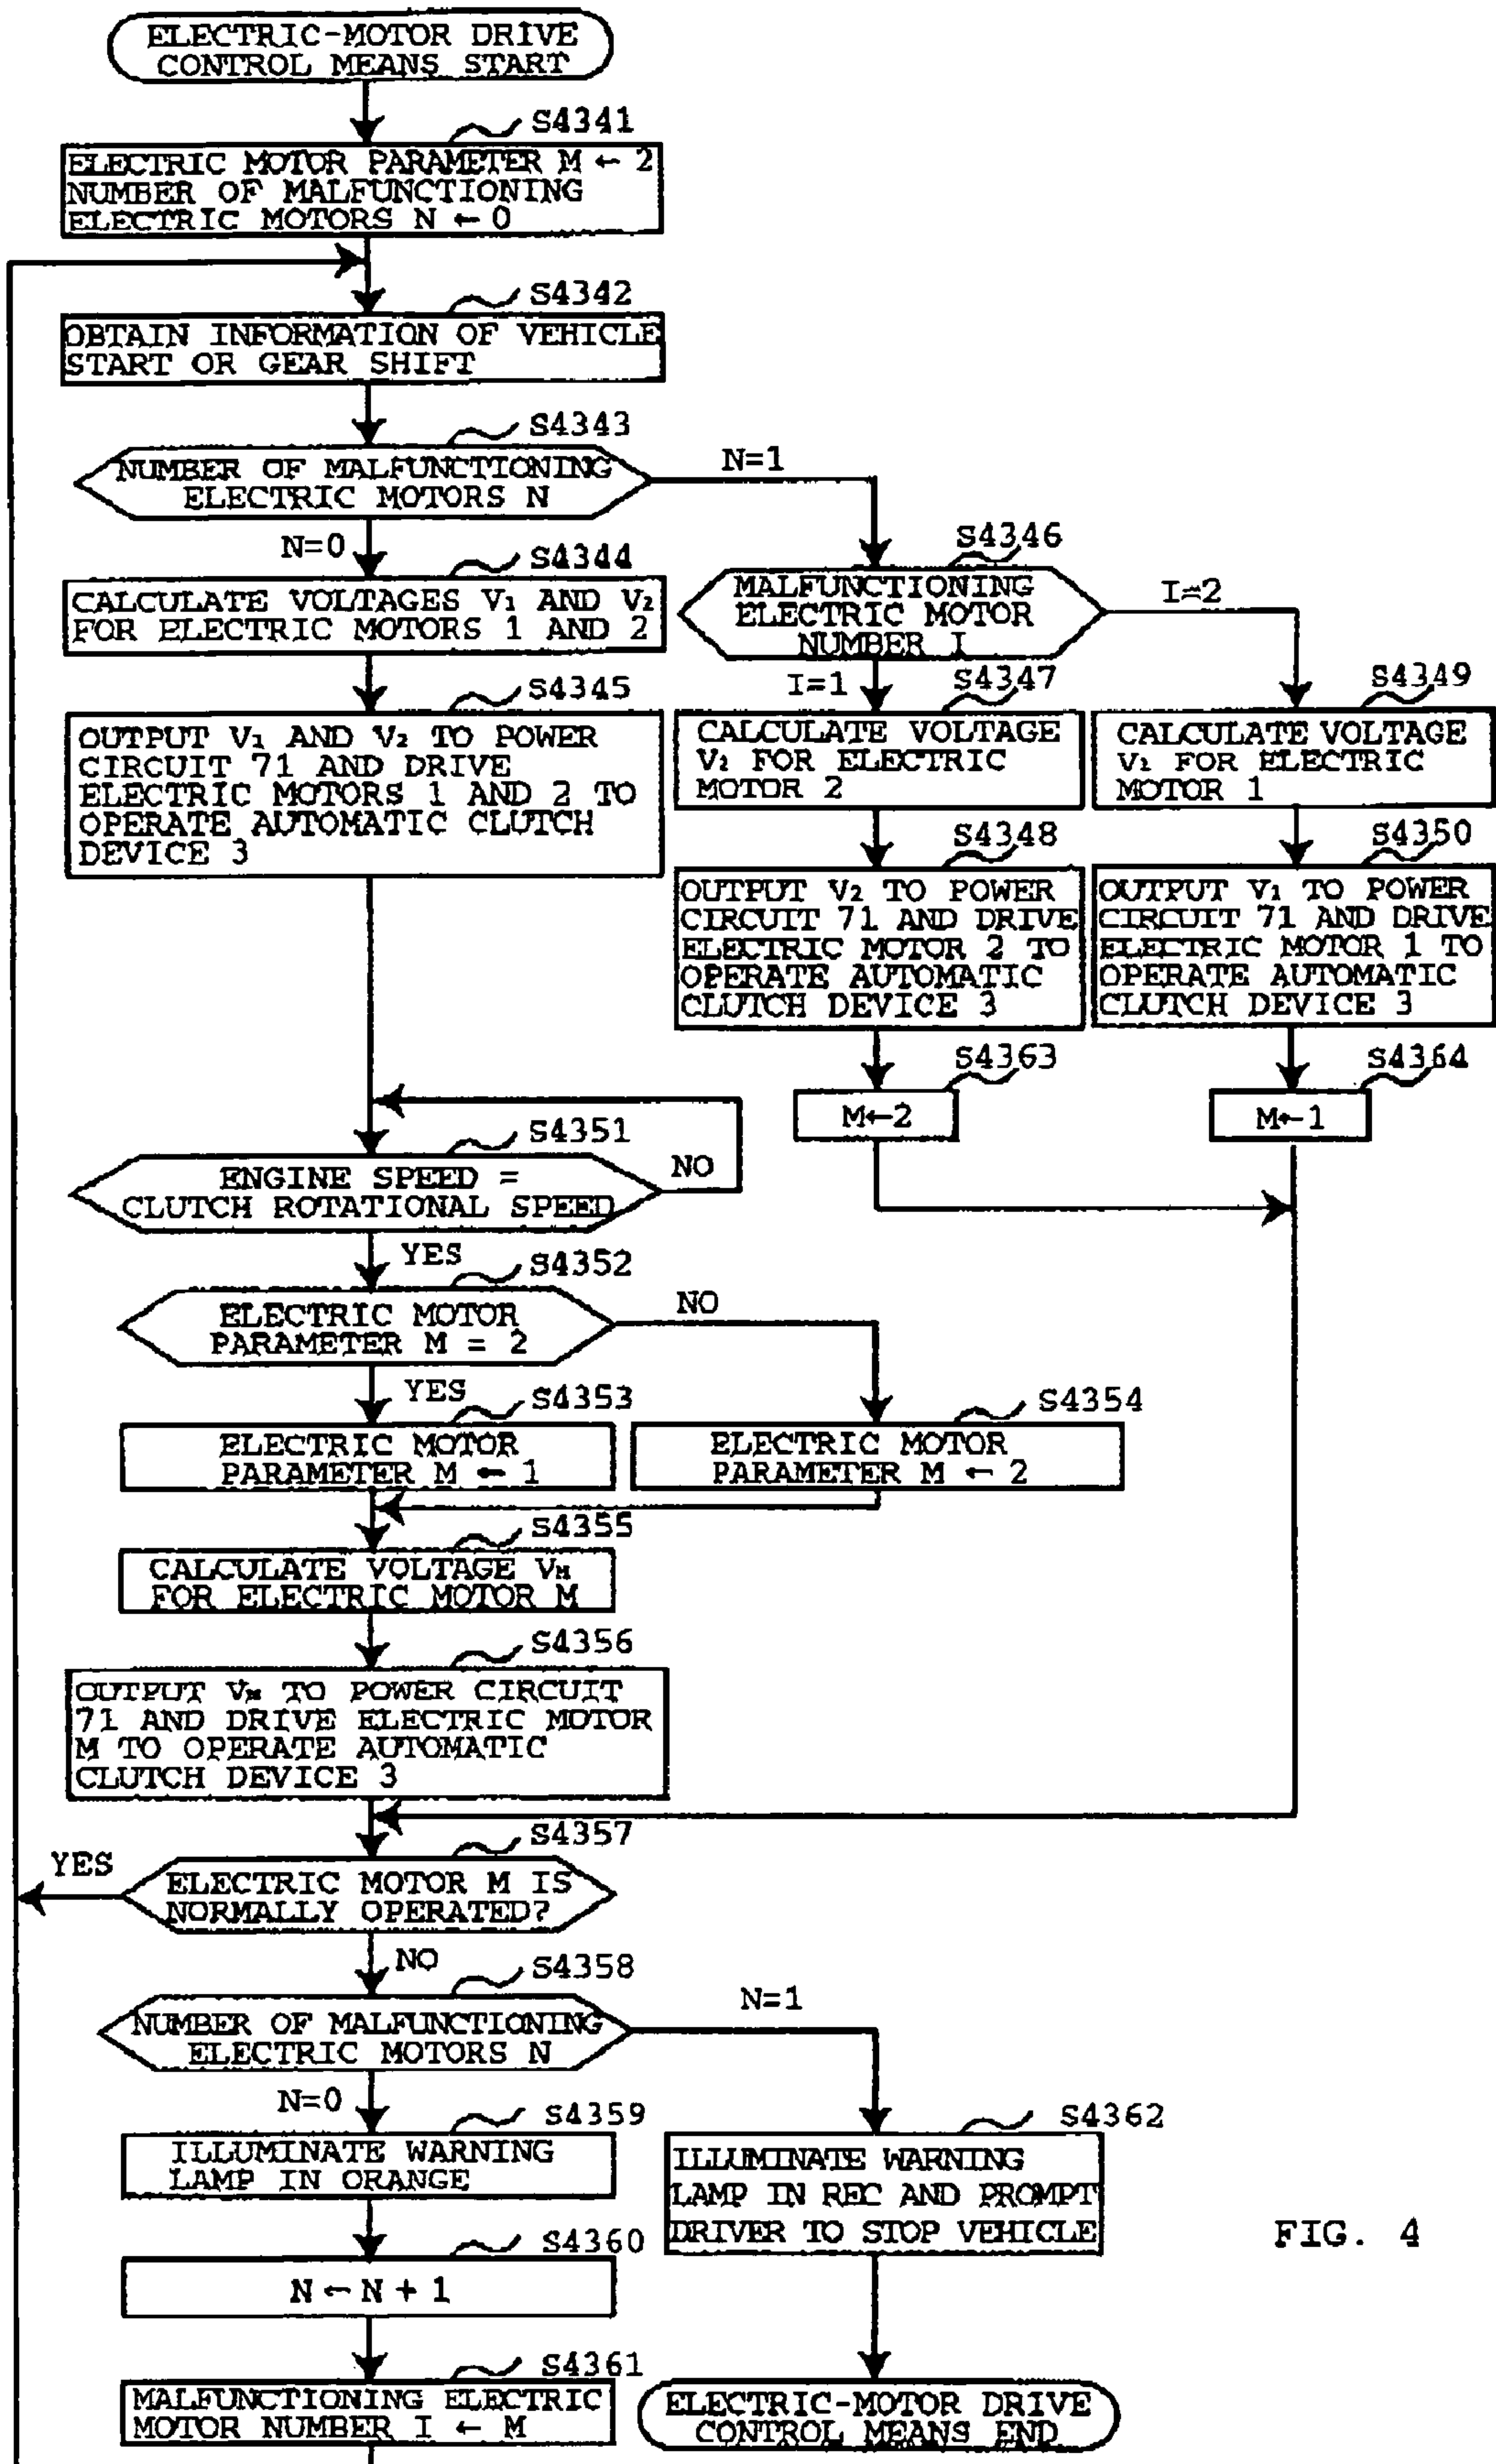 ELECTRIC-MOTOR DRIVE
CONTROL MEANS START
S4341
ELECTRIC MOTOR PARAMETER M ← 2
NUMBER OF MALFUNCTIONING
ELECTRIC MOTORS N ← 0
S4342
OBTAIN INFORMATION OF VEHICLE
START OR GEAR SHIFT
S4343
NUMBER OF MALFUNCTIONING
ELECTRIC MOTORS N
N=1
N=0
S4344
CALCULATE VOLTAGES V1 AND V2
FOR ELECTRIC MOTORS 1 AND 2
S4346
MALFUNCTIONING
ELECTRIC MOTOR
NUMBER I
I=2
I=1
S4345
OUTPUT V1 AND V2 TO POWER
CIRCUIT 71 AND DRIVE
ELECTRIC MOTORS 1 AND 2 TO
OPERATE AUTOMATIC CLUTCH
DEVICE 3
S4347
CALCULATE VOLTAGE
V2 FOR ELECTRIC
MOTOR 2
S4349
CALCULATE VOLTAGE
V1 FOR ELECTRIC
MOTOR 1
S4348
OUTPUT V2 TO POWER
CIRCUIT 71 AND DRIVE
ELECTRIC MOTOR 2 TO
OPERATE AUTOMATIC
CLUTCH DEVICE 3
S4350
OUTPUT V1 TO POWER
CIRCUIT 71 AND DRIVE
ELECTRIC MOTOR 1 TO
OPERATE AUTOMATIC
CLUTCH DEVICE 3
S4363
M←2
S4364
M←1
S4351
ENGINE SPEED =
CLUTCH ROTATIONAL SPEED
NO
YES
S4352
ELECTRIC MOTOR
PARAMETER M = 2
NO
YES
S4353
ELECTRIC MOTOR
PARAMETER M ← 1
S4354
ELECTRIC MOTOR
PARAMETER M ← 2
S4355
CALCULATE VOLTAGE VM
FOR ELECTRIC MOTOR M
S4356
OUTPUT VM TO POWER CIRCUIT
71 AND DRIVE ELECTRIC MOTOR
M TO OPERATE AUTOMATIC
CLUTCH DEVICE 3
S4357
YES
ELECTRIC MOTOR M IS
NORMALLY OPERATED?
NO
S4358
NUMBER OF MALFUNCTIONING
ELECTRIC MOTORS N
N=1
N=0
S4359
ILLUMINATE WARNING
LAMP IN ORANGE
S4362
ILLUMINATE WARNING
LAMP IN REC AND PROMPT
DRIVER TO STOP VEHICLE
S4360
N ← N + 1
S4361
MALFUNCTIONING ELECTRIC
MOTOR NUMBER I ← M
ELECTRIC-MOTOR DRIVE
CONTROL MEANS END
FIG. 4